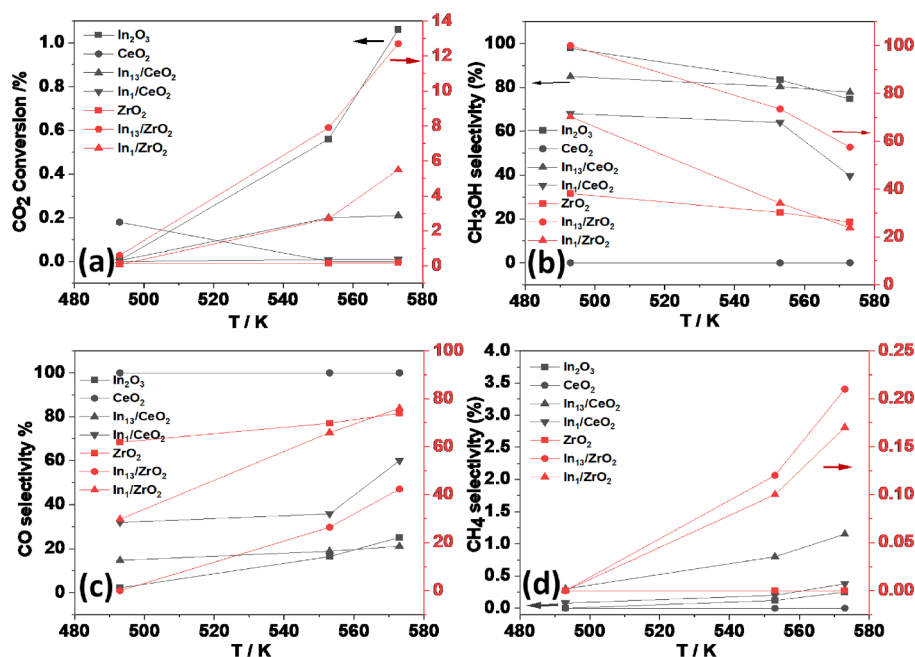 CO₂ Conversion /%
1.0
0.8
0.6
0.4
0.2
0.0
In₂O₃
CeO₂
In₁₃/CeO₂
In₁/CeO₂
ZrO₂
In₁₃/ZrO₂
In₁/ZrO₂
14
12
10
8
6
4
2
0
(a)
480 500 520 540 560 580
T / K
CH₃OH selectivity (%)
100
80
60
40
20
0
In₂O₃
CeO₂
In₁₃/CeO₂
In₁/CeO₂
ZrO₂
In₁₃/ZrO₂
In₁/ZrO₂
100
80
60
40
20
0
(b)
480 500 520 540 560 580
T / K
CO selectivity %
100
80
60
40
20
0
In₂O₃
CeO₂
In₁₃/CeO₂
In₁/CeO₂
ZrO₂
In₁₃/ZrO₂
In₁/ZrO₂
100
80
60
40
20
0
(c)
480 500 520 540 560 580
T / K
CH₄ selectivity (%)
4.0
3.5
3.0
2.5
2.0
1.5
1.0
0.5
0.0
In₂O₃
CeO₂
In₁₃/CeO₂
In₁/CeO₂
ZrO₂
In₁₃/ZrO₂
In₁/ZrO₂
0.25
0.20
0.15
0.10
0.05
0.00
(d)
480 500 520 540 560 580
T / K